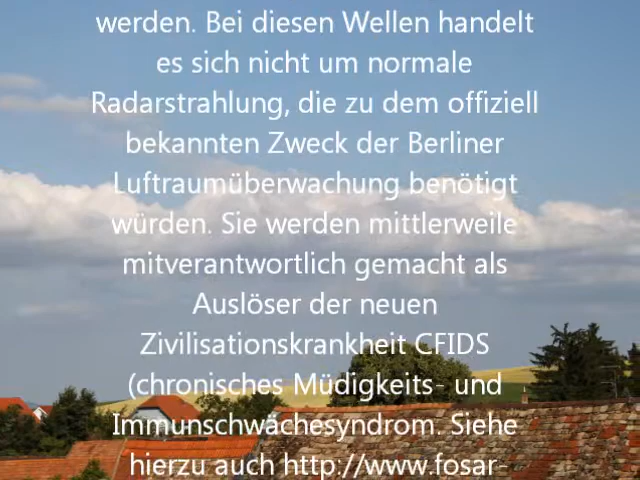 werden. Bei diesen Wellen handelt
es sich nicht um normale
Radarstrahlung, die zu dem offiziell
bekannten Zweck der Berliner
Luftraumüberwachung benötigt
würden. Sie werden mittlerweile
mitverantwortlich gemacht als
Auslöser der neuen
Zivilisationskrankheit CFIDS
(chronisches Müdigkeits- und
Immunschwächesyndrom. Siehe
hierzu auch http://www.fosar-